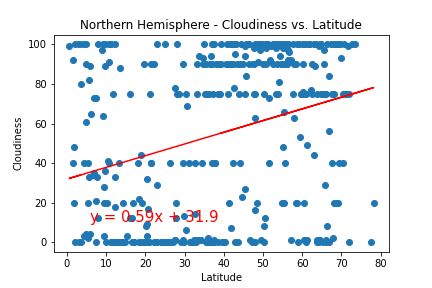 Northern Hemisphere - Cloudiness vs. Latitude
100
80
60
40
20
0
Cloudiness
y = 0.59x + 31.9
0 10 20 30 40 50 60 70 80
Latitude